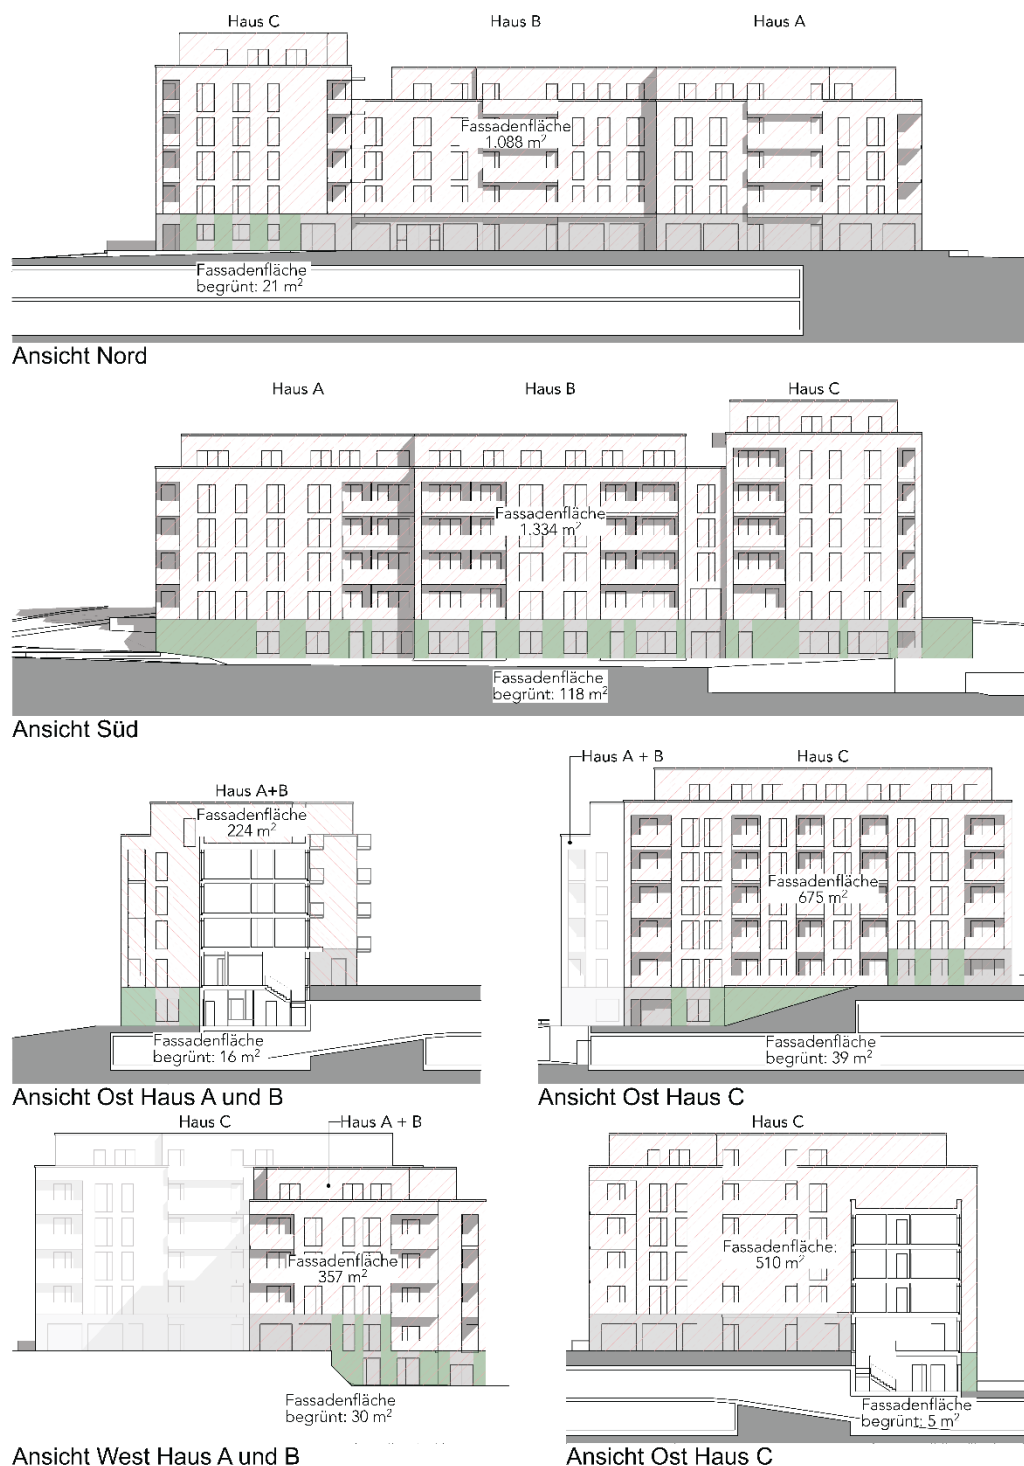 Haus C
Haus B
Haus A
Fassadenfläche
1.088 m²
Fassadenfläche
begrünt: 21 m²
Ansicht Nord
Haus A
Haus B
Haus C
Fassadenfläche
1.334 m²
Fassadenfläche
begrünt: 118 m²
Ansicht Süd
Haus A+B
Fassadenfläche
224 m²
Fassadenfläche
begrünt: 16 m²
Ansicht Ost Haus A und B
Haus A + B
Haus C
Fassadenfläche
675 m²
Fassadenfläche
begrünt: 39 m²
Ansicht Ost Haus C
Haus C
Haus A + B
Fassadenfläche
357 m²
Fassadenfläche
begrünt: 30 m²
Ansicht West Haus A und B
Haus C
Fassadenfläche:
510 m²
Fassadenfläche
begrünt: 5 m²
Ansicht Ost Haus C